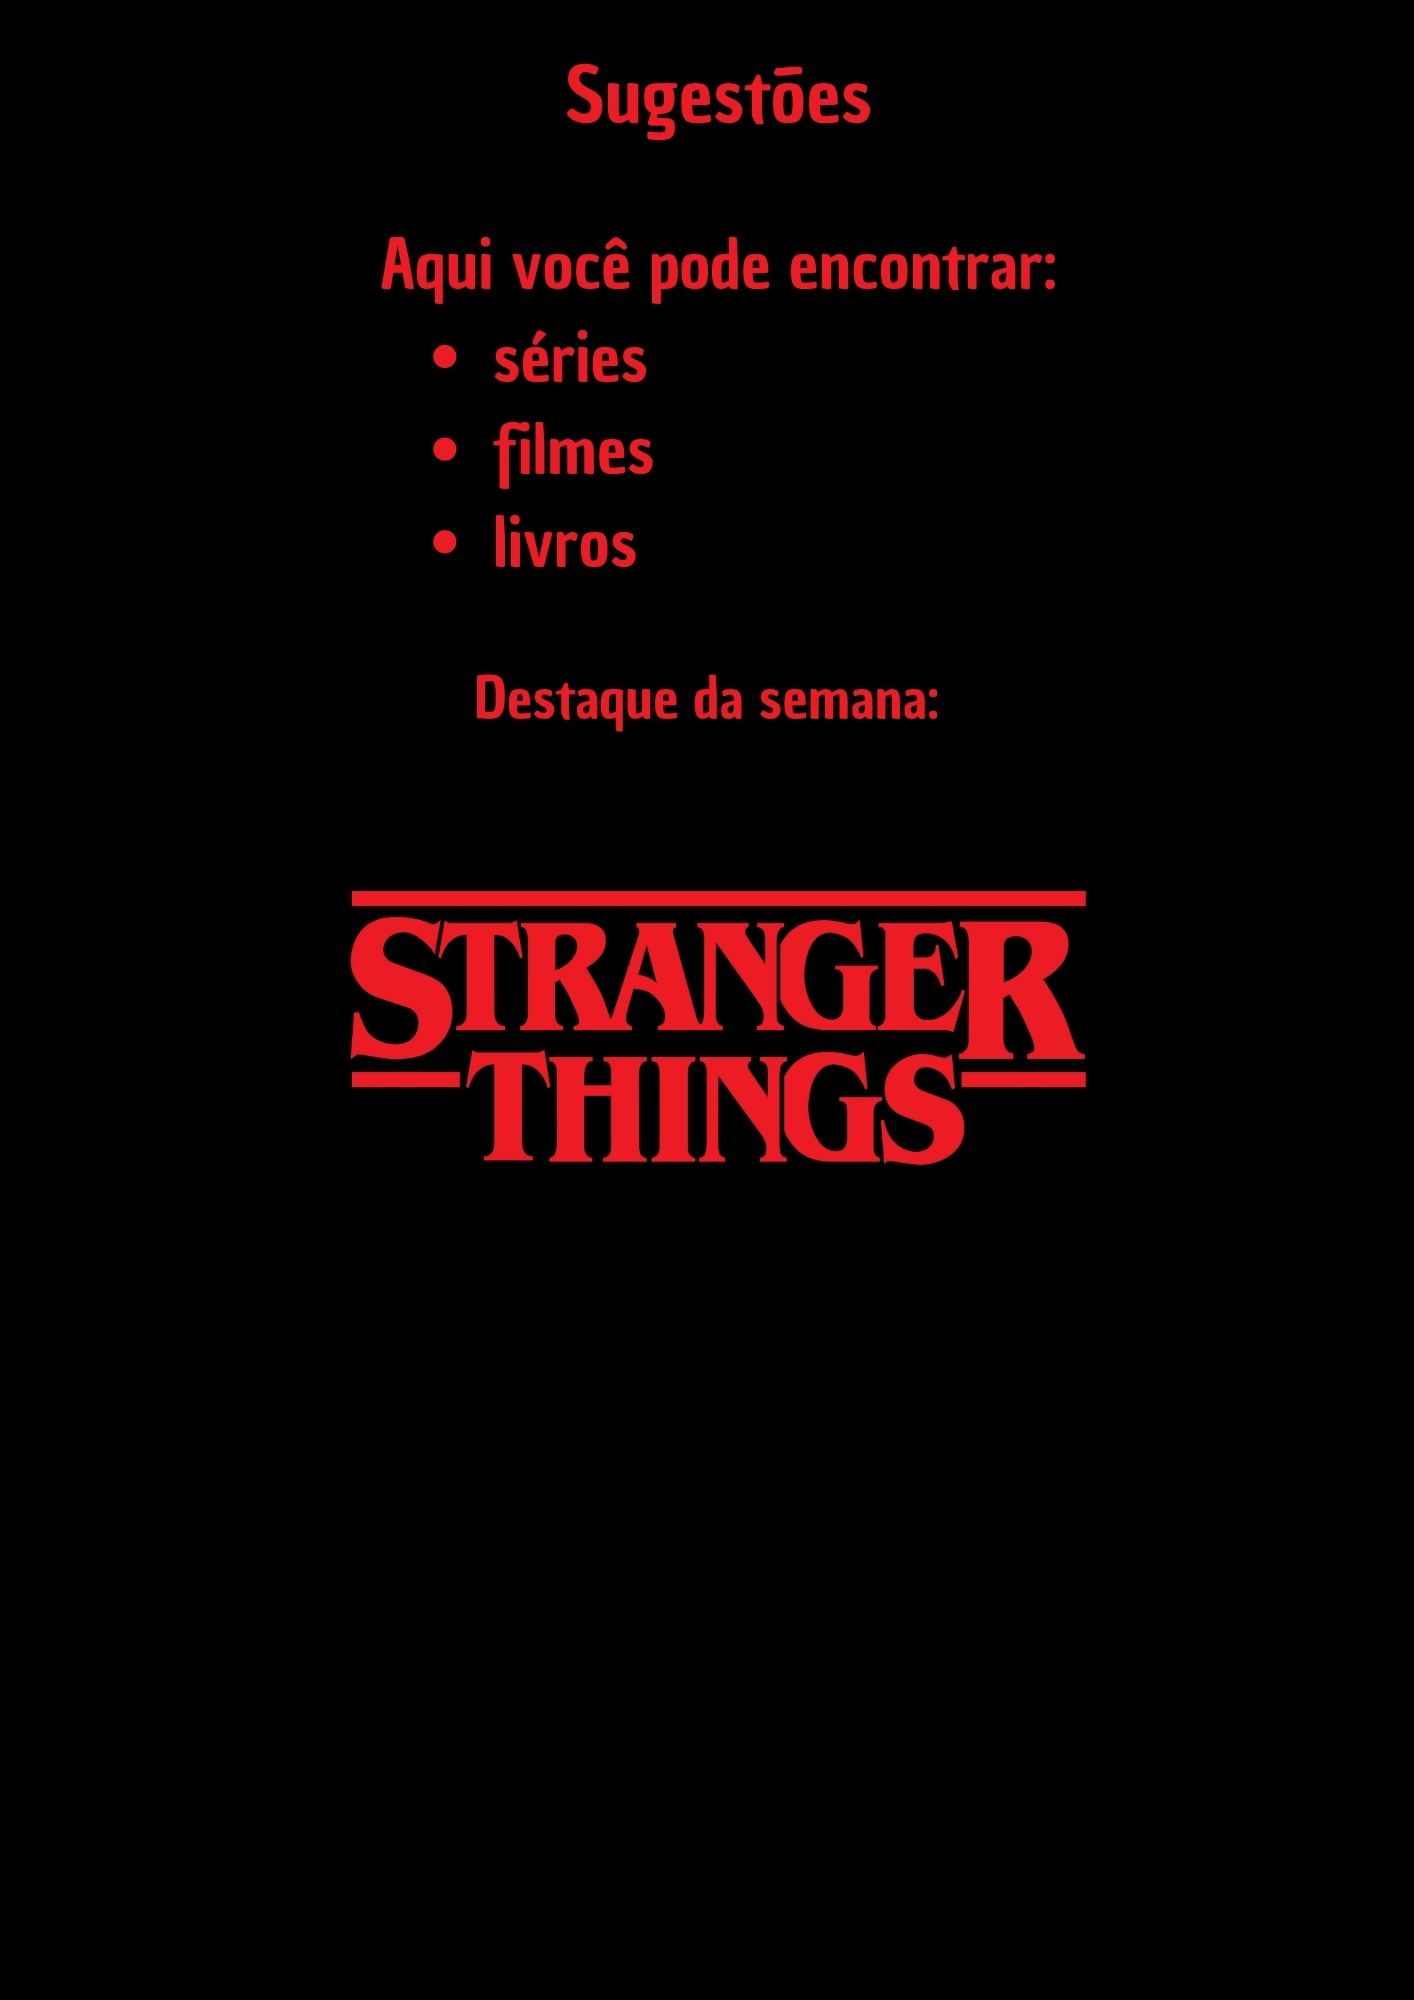 Sugestões
Aqui você pode encontrar:
• séries
• filmes
• livros
Destaque da semana:
STRANGER
THINGS